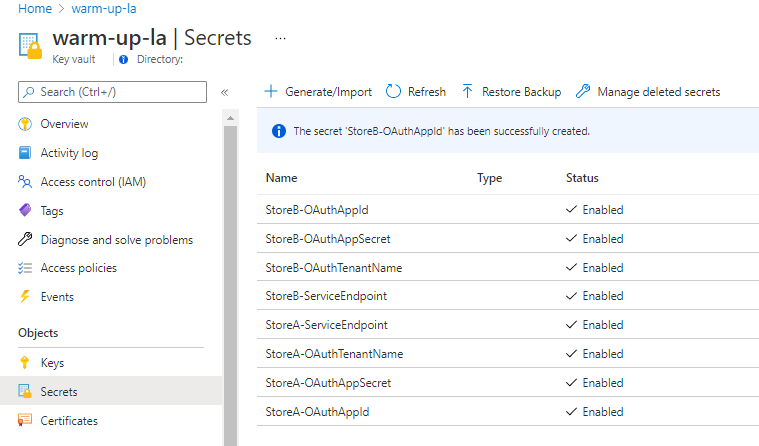 Home > warm-up-la
warm-up-la | Secrets ...
Key vault Directory:
Search (Ctrl+/) «
Overview
Activity log
Access control (IAM)
Tags
Diagnose and solve problems
Access policies
Events
Objects
Keys
Secrets
Certificates
Generate/Import Refresh Restore Backup Manage deleted secrets
The secret 'StoreB-OAuthAppId' has been successfully created.
Name Type Status
StoreB-OAuthAppId Enabled
StoreB-OAuthAppSecret Enabled
StoreB-OAuthTenantName Enabled
StoreB-ServiceEndpoint Enabled
StoreA-ServiceEndpoint Enabled
StoreA-OAuthTenantName Enabled
StoreA-OAuthAppSecret Enabled
StoreA-OAuthAppId Enabled